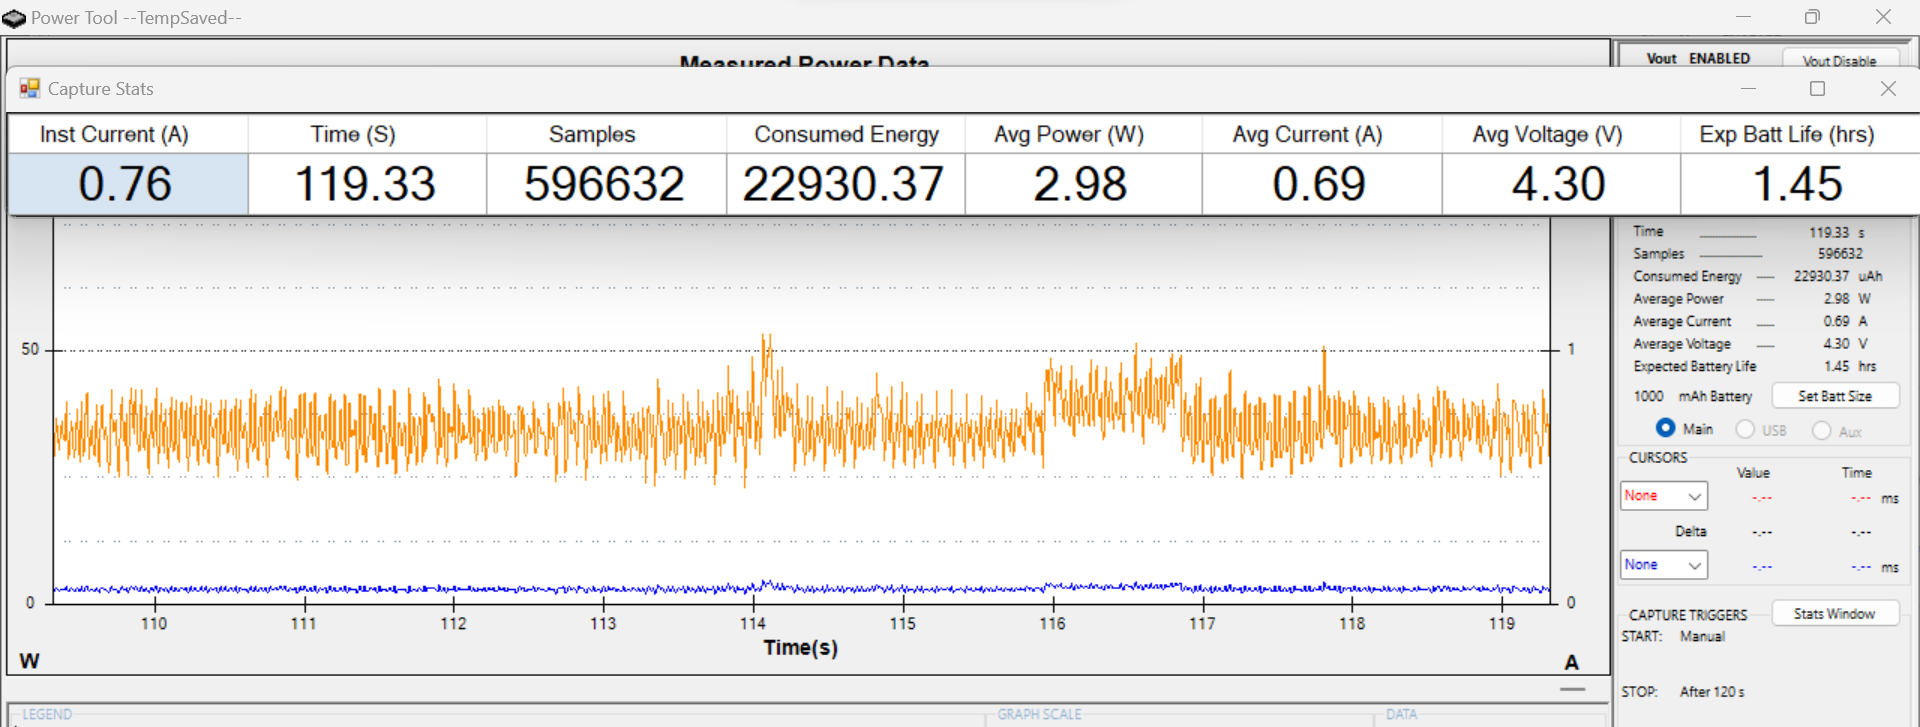 Power Tool --TempSaved--
Measured Power Data
Vout ENABLED
Vout Disable
Capture Stats
Inst Current (A) Time (S) Samples Consumed Energy Avg Power (W) Avg Current (A) Avg Voltage (V) Exp Batt Life (hrs)
0.76 119.33 596632 22930.37 2.98 0.69 4.30 1.45
50
1
0
0
110 111 112 113 114 115 116 117 118 119
Time(s)
W
A
Time 119.33 s
Samples 596632
Consumed Energy 22930.37 uAh
Average Power 2.98 W
Average Current 0.69 A
Average Voltage 4.30 V
Expected Battery Life 1.45 hrs
1000 mAh Battery Set Batt Size
Main USB Aux
CURSORS
Value Time
None -.-- -.-- ms
Delta -.-- -.--
None -.-- -.-- ms
CAPTURE TRIGGERS Stats Window
START: Manual
STOP: After 120 s
LEGEND GRAPH SCALE DATA